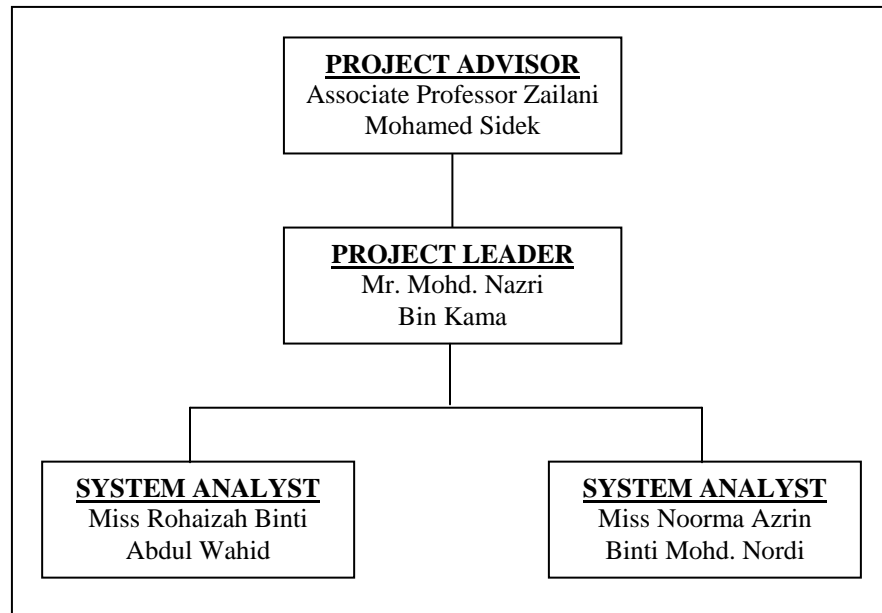 PROJECT ADVISOR
Associate Professor Zailani
Mohamed Sidek
PROJECT LEADER
Mr. Mohd. Nazri
Bin Kama
SYSTEM ANALYST
Miss Rohaizah Binti
Abdul Wahid
SYSTEM ANALYST
Miss Noorma Azrin
Binti Mohd. Nordi